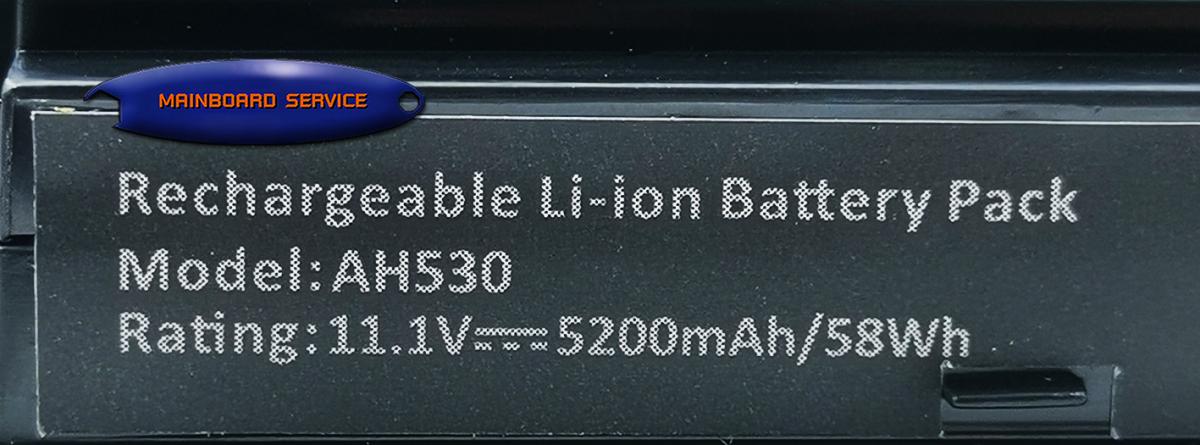 MAINBOARD SERVICE
Rechargeable Li-ion Battery Pack
Model:AH530
Rating:11.1V⎓5200mAh/58Wh